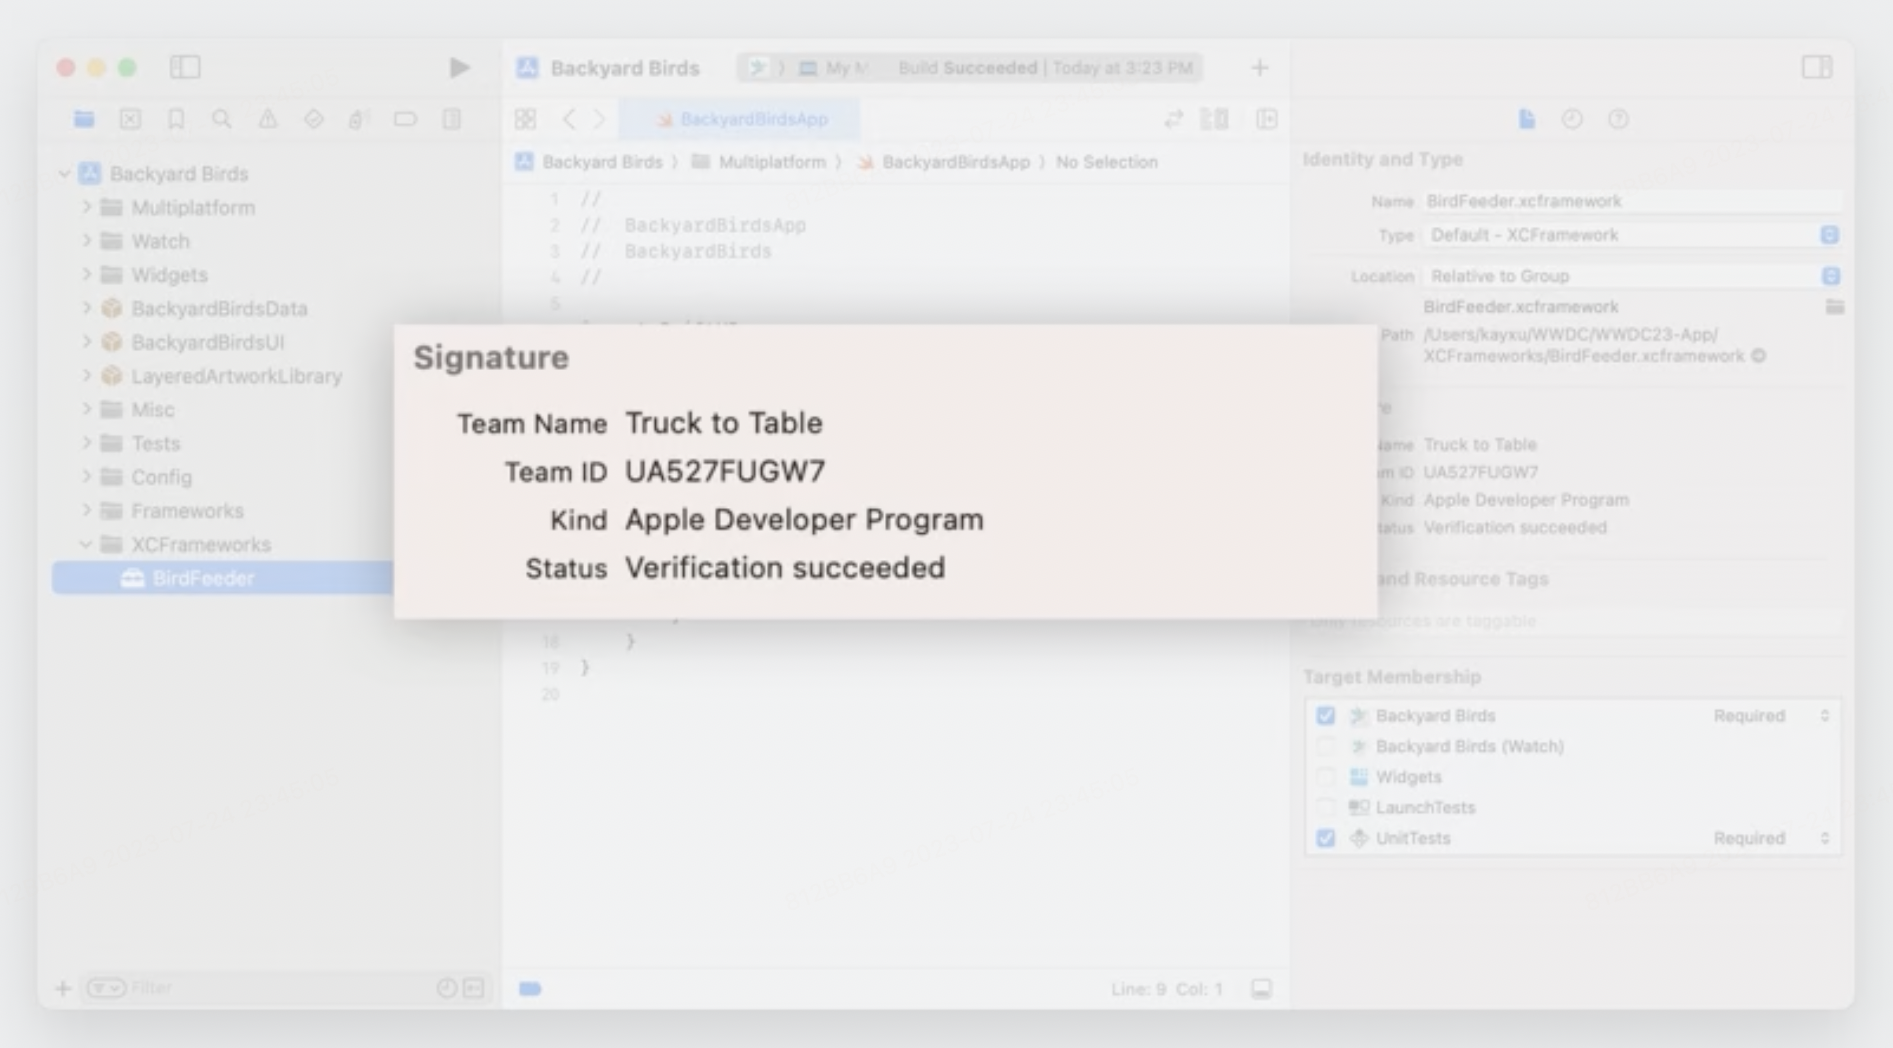 Backyard Birds
My M
Build Succeeded | Today at 3:23 PM
BackyardBirdsApp
Backyard Birds
Multiplatform
BackyardBirdsApp
No Selection
Backyard Birds
Multiplatform
Watch
Widgets
BackyardBirdsData
BackyardBirdsUI
LayeredArtworkLibrary
Misc
Tests
Config
Frameworks
XCFrameworks
BirdFeeder
Filter
1 //
2 // BackyardBirdsApp
3 // BackyardBirds
4 //
5
Signature
Team Name Truck to Table
Team ID UA527FUGW7
Kind Apple Developer Program
Status Verification succeeded
18 }
19 }
20
Line: 9 Col: 1
Identity and Type
Name BirdFeeder.xcframework
Type Default - XCFramework
Location Relative to Group
BirdFeeder.xcframework
Path /Users/kayxu/WWDC/WWDC23-App/
XCFrameworks/BirdFeeder.xcframework
Truck to Table
UA527FUGW7
Kind Apple Developer Program
Verification succeeded
and Resource Tags
resources are taggable
Target Membership
Backyard Birds Required
Backyard Birds (Watch)
Widgets
LaunchTests
UnitTests Required